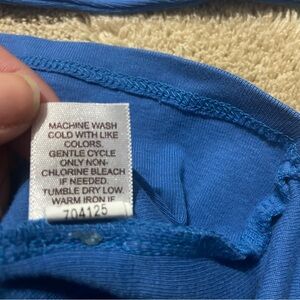 MACHINE WASH
COLD WITH LIKE
COLORS.
GENTLE CYCLE
ONLY NON-
CHLORINE BLEACH
IF NEEDED.
TUMBLE DRY LOW.
WARM IRON IF
704125